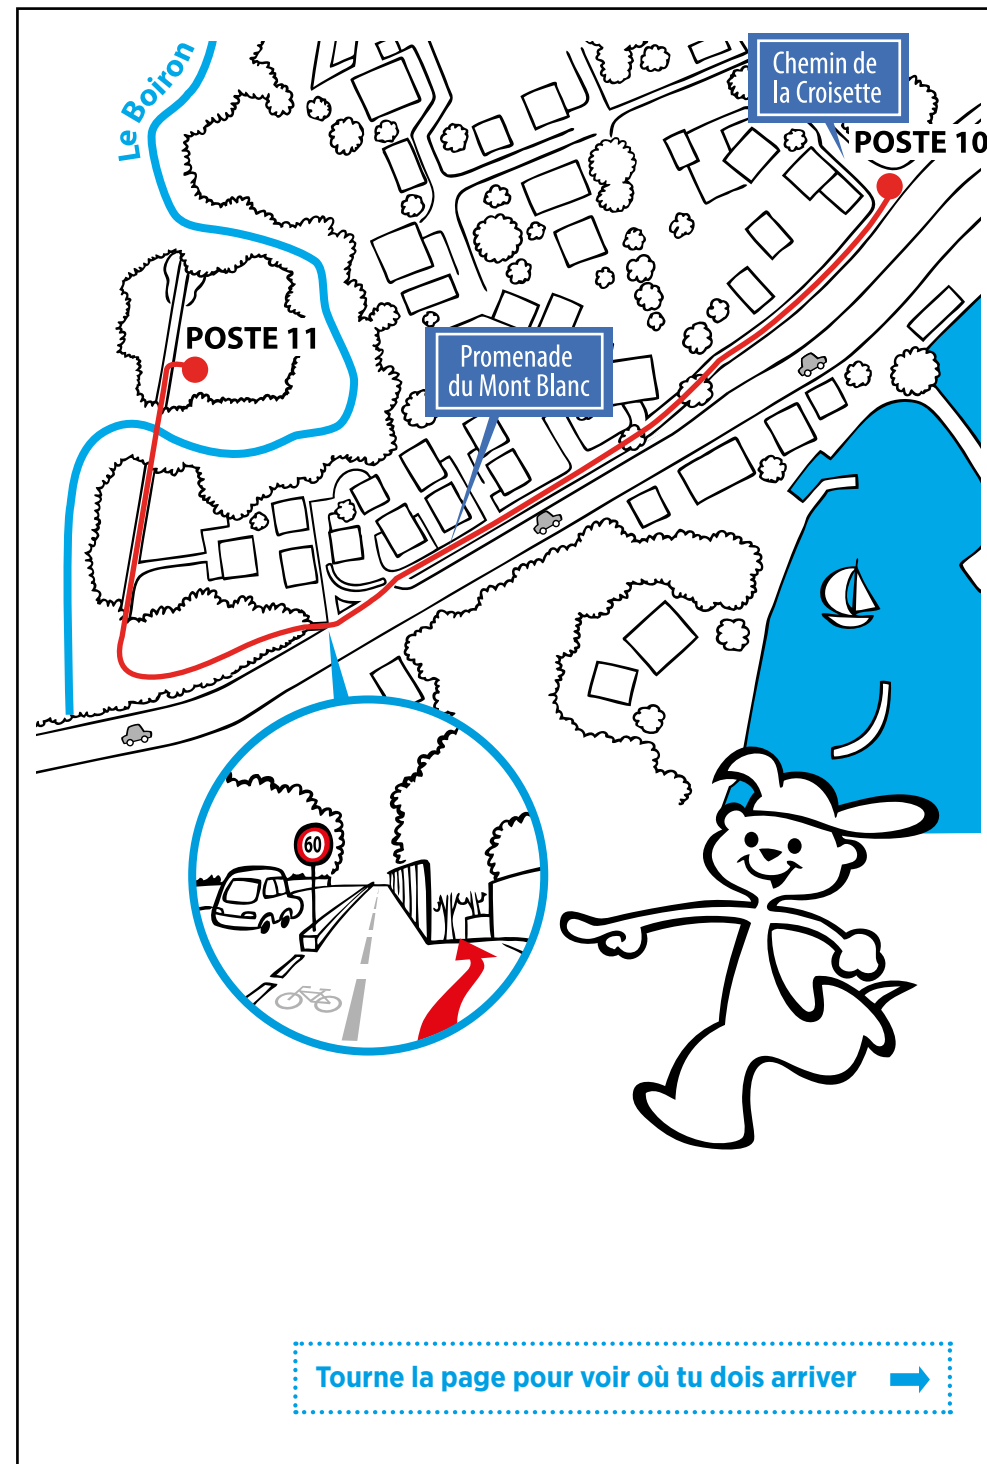 Le Boiron
Chemin de
la Croisette
POSTE 10
POSTE 11
Promenade
du Mont Blanc
60
Tourne la page pour voir où tu dois arriver